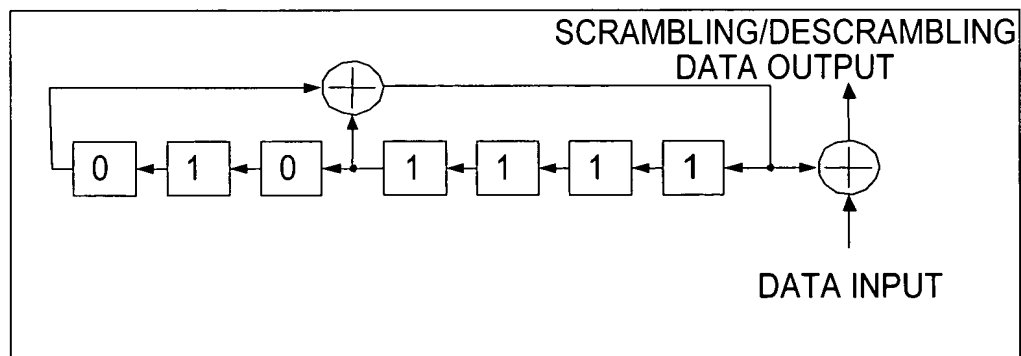 SCRAMBLING/DESCRAMBLING
DATA OUTPUT
0 1 0 1 1 1 1
DATA INPUT